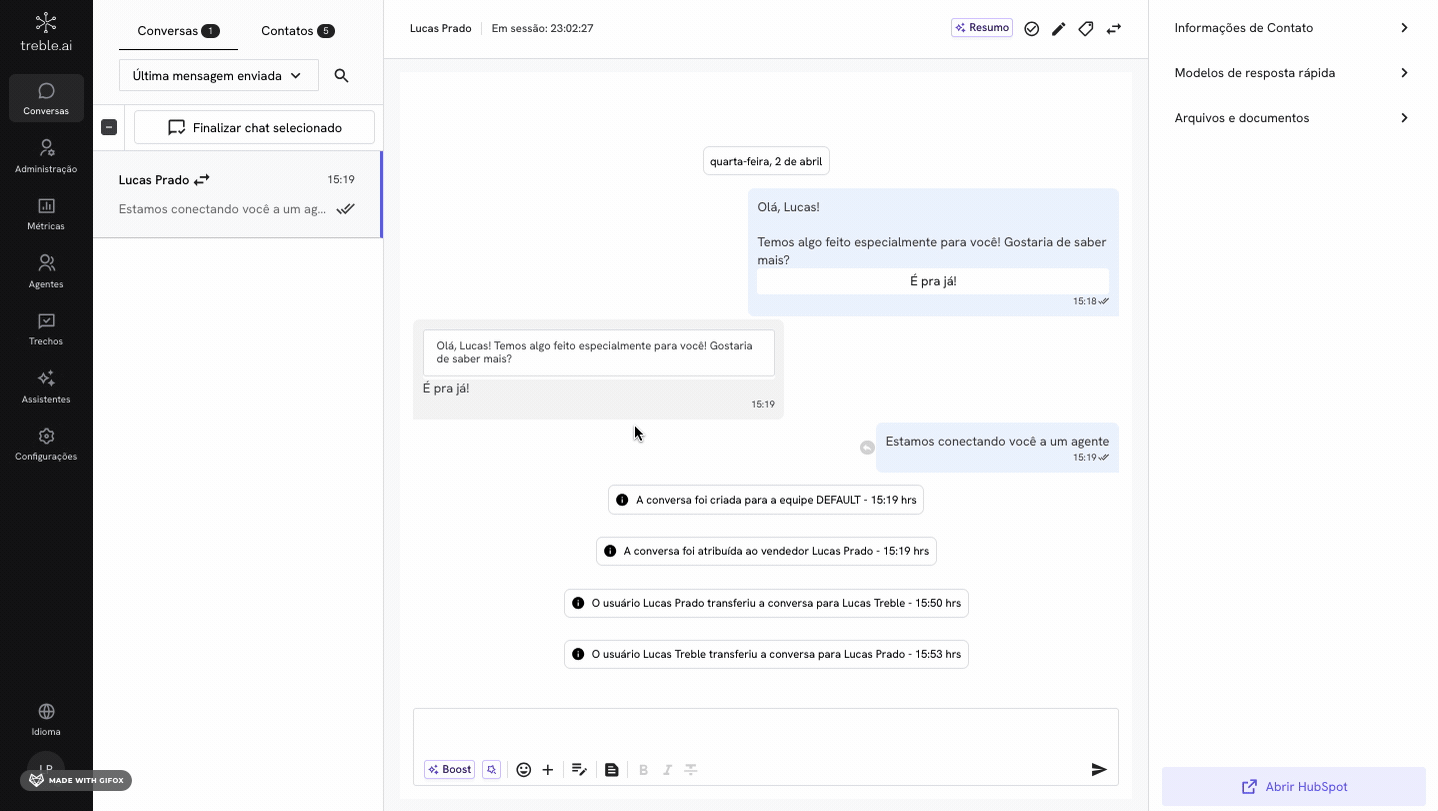 treble.ai
Conversas
Administração
Métricas
Agentes
Trechos
Assistentes
Configurações
Idioma
LP
MADE WITH GIFOX
Conversas 1
Contatos 5
Última mensagem enviada
Finalizar chat selecionado
Lucas Prado
15:19
Estamos conectando você a um ag...
Lucas Prado
Em sessão: 23:02:27
Resumo
quarta-feira, 2 de abril
Olá, Lucas!
Temos algo feito especialmente para você! Gostaria de saber
mais?
É pra já!
15:18
Olá, Lucas! Temos algo feito especialmente para você! Gostaria
de saber mais?
É pra já!
15:19
Estamos conectando você a um agente
15:19
A conversa foi criada para a equipe DEFAULT - 15:19 hrs
A conversa foi atribuída ao vendedor Lucas Prado - 15:19 hrs
O usuário Lucas Prado transferiu a conversa para Lucas Treble - 15:50 hrs
O usuário Lucas Treble transferiu a conversa para Lucas Prado - 15:53 hrs
Boost
B I S
Informações de Contato
Modelos de resposta rápida
Arquivos e documentos
Abrir HubSpot